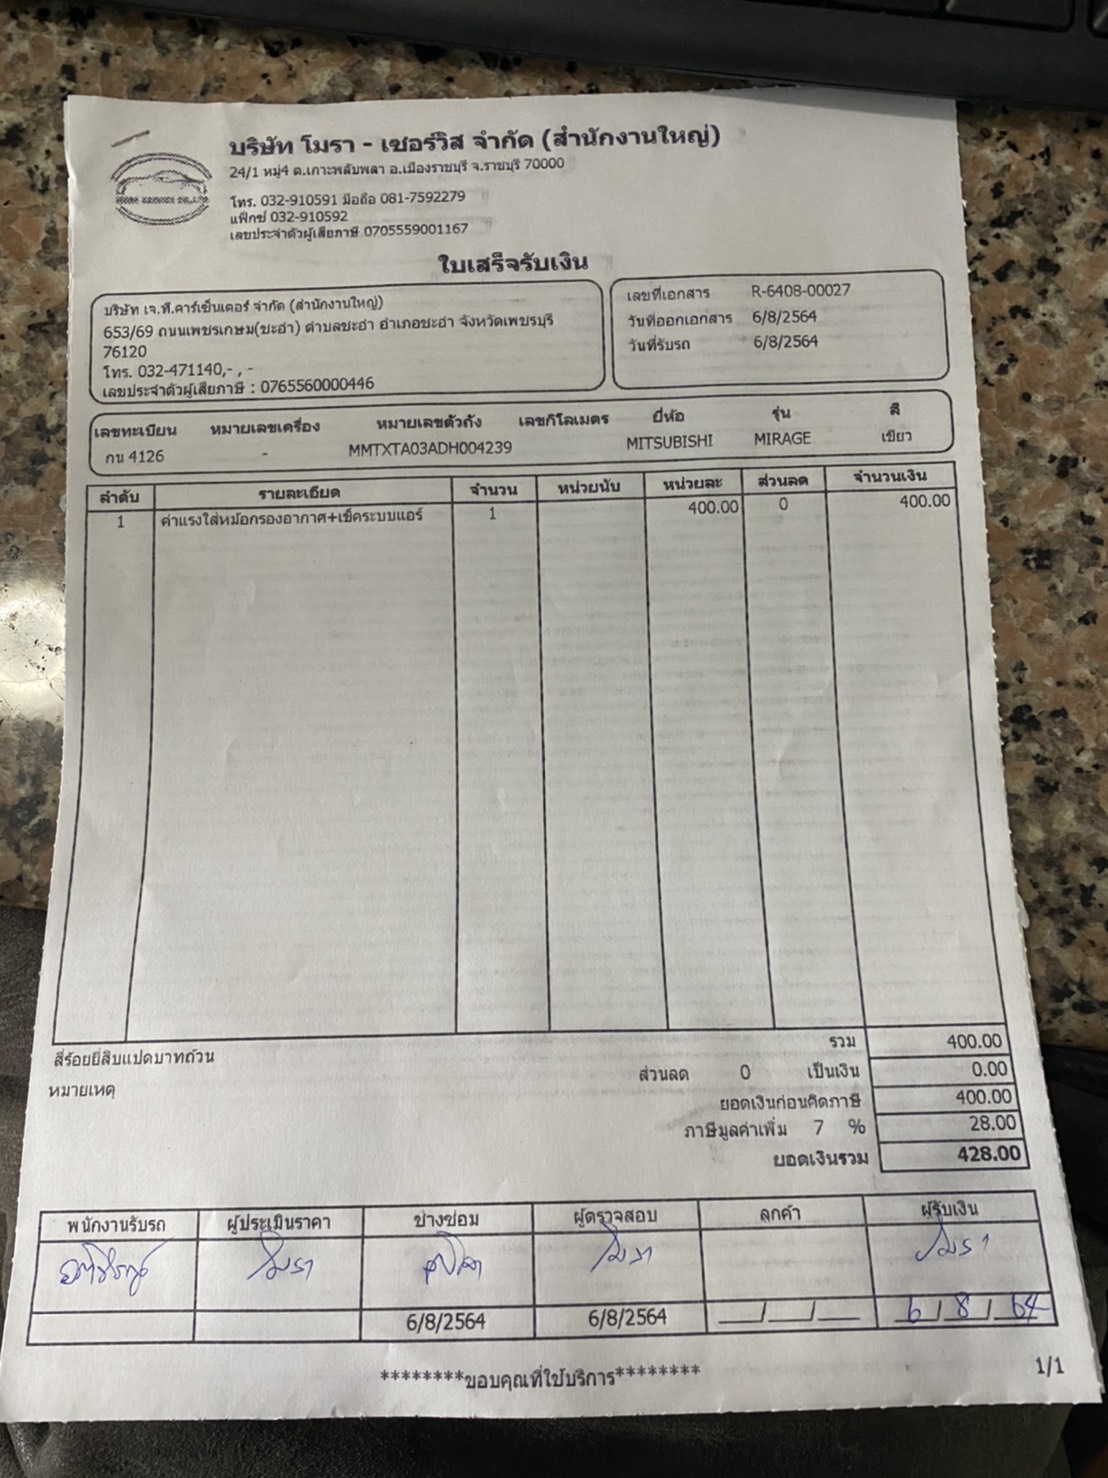 บริษัท โมรา - เซอร์วิส จำกัด (สำนักงานใหญ่)
24/1 หมู่4 ต.เกาะพลับพลา อ.เมืองราชบุรี จ.ราชบุรี 70000
โทร. 032-910591 มือถือ 081-7592279
แฟ็กซ์ 032-910592
เลขประจำตัวผู้เสียภาษี 0705559001167
ใบเสร็จรับเงิน
บริษัท เจ.ที.คาร์เซ็นเตอร์ จำกัด (สำนักงานใหญ่)
653/69 ถนนเพชรเกษม(ชะอำ) ตำบลชะอำ อำเภอชะอำ จังหวัดเพชรบุรี
76120
โทร. 032-471140,- , -
เลขประจำตัวผู้เสียภาษี : 0765560000446
เลขที่เอกสาร R-6408-00027
วันที่ออกเอกสาร 6/8/2564
วันที่รับรถ 6/8/2564
เลขทะเบียน หมายเลขเครื่อง หมายเลขตัวถัง เลขกิโลเมตร ยี่ห้อ รุ่น สี
กน 4126 - MMTXTA03ADH004239 MITSUBISHI MIRAGE เขียว
ลำดับ รายละเอียด จำนวน หน่วยนับ หน่วยละ ส่วนลด จำนวนเงิน
1 ค่าแรงใส่หม้อกรองอากาศ+เช็คระบบแอร์ 1 400.00 0 400.00
สี่ร้อยยี่สิบแปดบาทถ้วน
หมายเหตุ
รวม 400.00
ส่วนลด 0 เป็นเงิน 0.00
ยอดเงินก่อนคิดภาษี 400.00
ภาษีมูลค่าเพิ่ม 7 % 28.00
ยอดเงินรวม 428.00
พนักงานรับรถ ผู้ประเมินราคา ช่างซ่อม ผู้ตรวจสอบ ลูกค้า ผู้รับเงิน
โมรา โมรา โมรา
6/8/2564 6/8/2564 __/__/__ 6/8/64
********ขอบคุณที่ใช้บริการ********
1/1